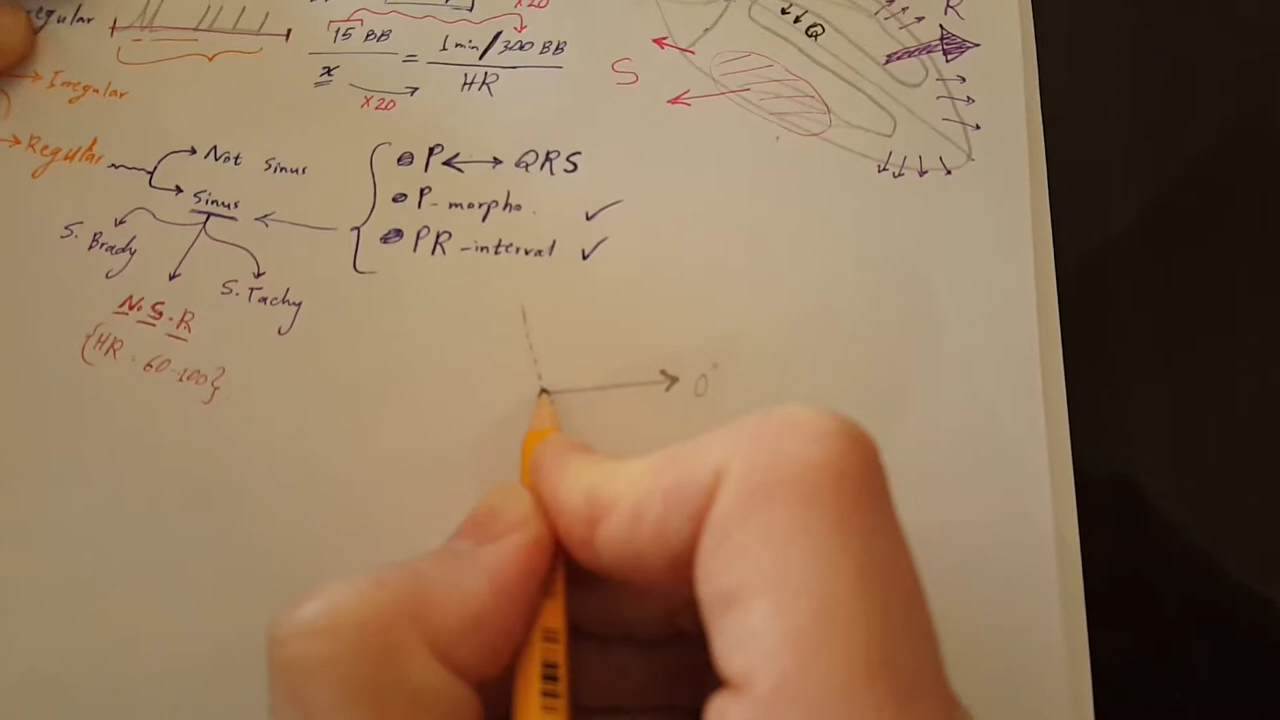 gular
X20
15 BB = 1 min/300 BB
x HR
X20
Q
R
S
Irregular
Regular
Not Sinus
Sinus
S. Brady
S. Tachy
N.S.R
{HR = 60-100}
P ↔ QRS
P-morpho. ✓
PR-interval ✓
0°